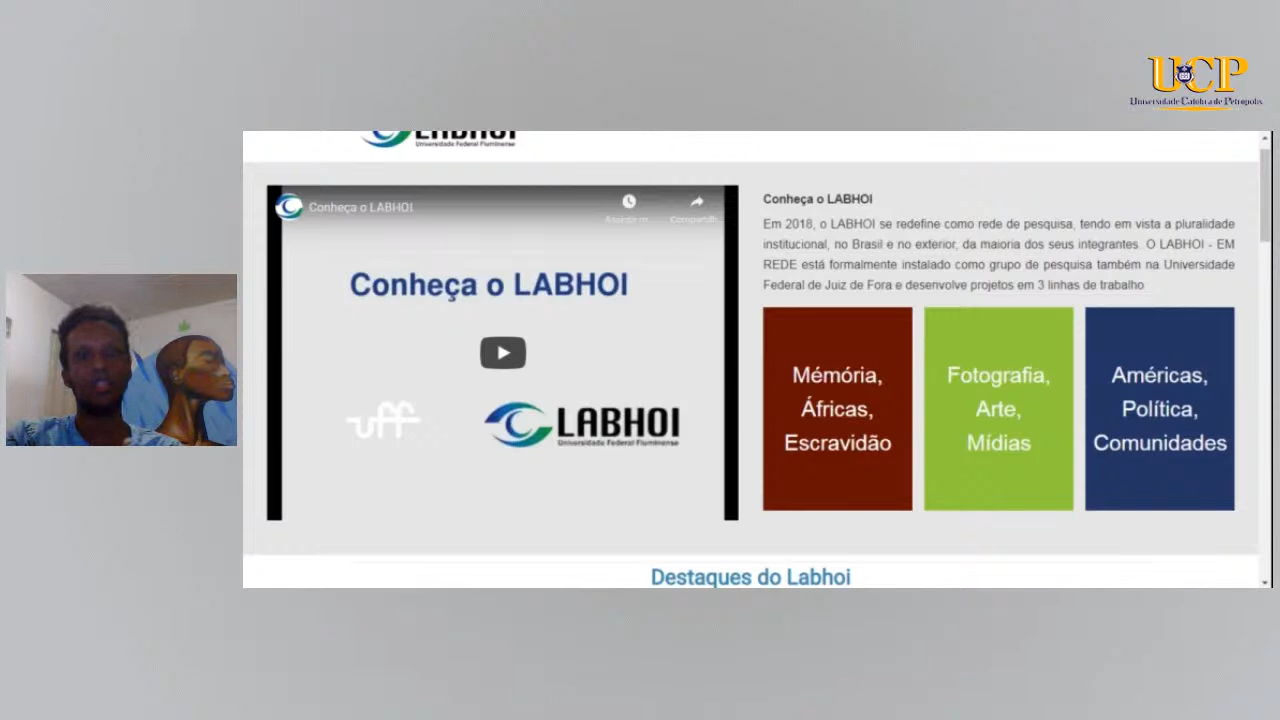 UCP
Universidade Católica de Petrópolis
LABHOI
Universidade Federal Fluminense
Conheça o LABHOI
Conheça o LABHOI
uff
LABHOI
Universidade Federal Fluminense
Conheça o LABHOI
Em 2018, o LABHOI se redefine como rede de pesquisa, tendo em vista a pluralidade
institucional, no Brasil e no exterior, da maioria dos seus integrantes. O LABHOI - EM
REDE está formalmente instalado como grupo de pesquisa também na Universidade
Federal de Juiz de Fora e desenvolve projetos em 3 linhas de trabalho
Mémória,
Áfricas,
Escravidão
Fotografia,
Arte,
Mídias
Américas,
Política,
Comunidades
Destaques do Labhoi